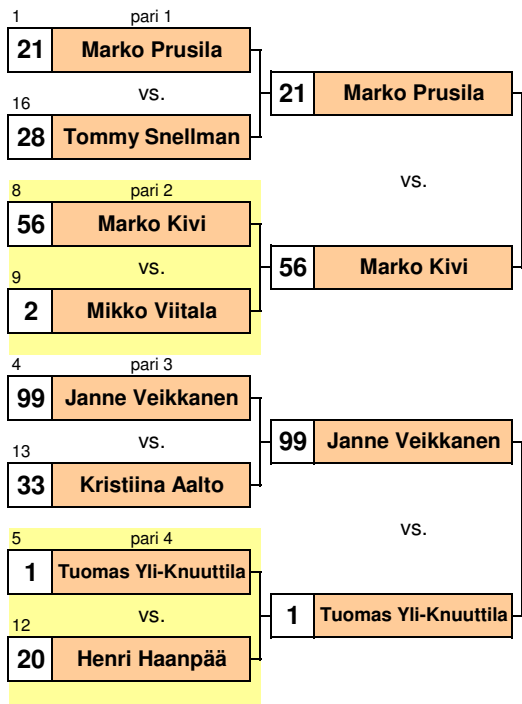 1 pari 1
21 Marko Prusila
vs.
16
28 Tommy Snellman
21 Marko Prusila
vs.
8 pari 2
56 Marko Kivi
vs.
9
2 Mikko Viitala
56 Marko Kivi
4 pari 3
99 Janne Veikkanen
vs.
13
33 Kristiina Aalto
99 Janne Veikkanen
vs.
5 pari 4
1 Tuomas Yli-Knuuttila
vs.
12
20 Henri Haanpää
1 Tuomas Yli-Knuuttila